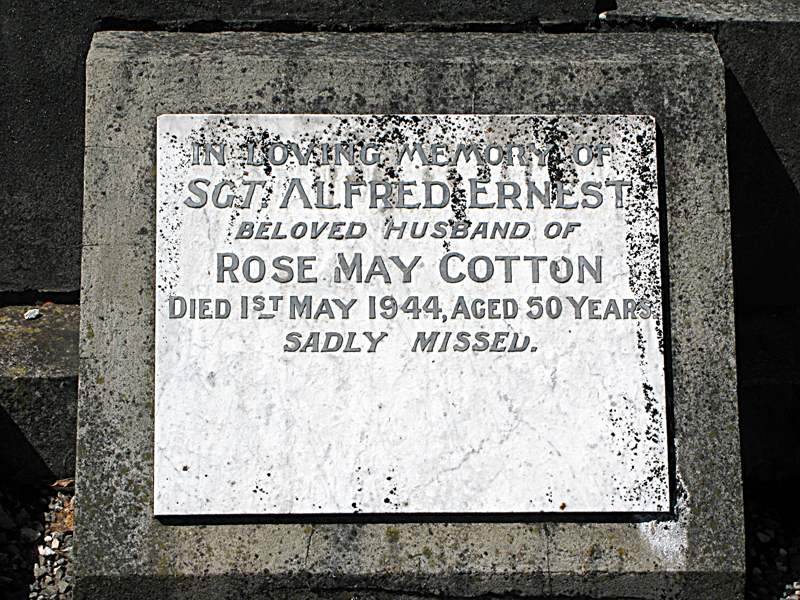 IN LOVING MEMORY OF
SGT. ALFRED ERNEST
BELOVED HUSBAND OF
ROSE MAY COTTON
DIED 1ST MAY 1944, AGED 50 YEARS
SADLY MISSED.